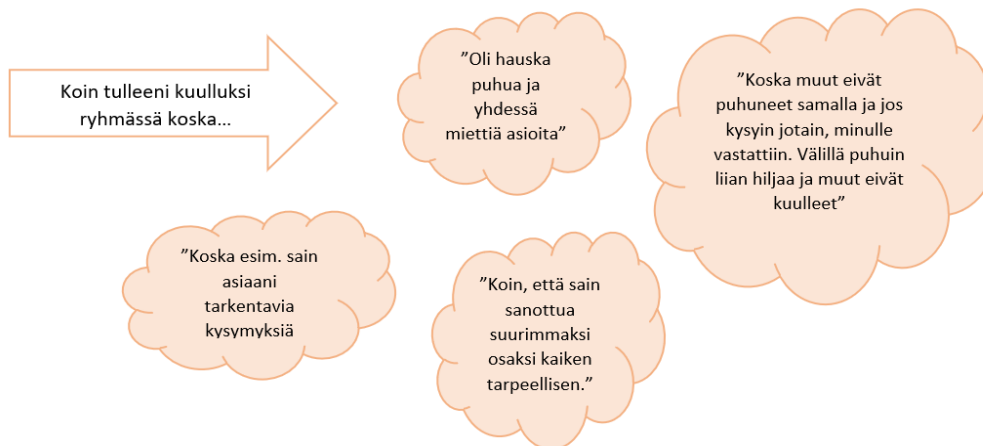 Koin tulleeni kuulluksi
ryhmässä koska...
”Oli hauska
puhua ja
yhdessä
miettiä asioita”
”Koska muut eivät
puhuneet samalla ja jos
kysyin jotain, minulle
vastattiin. Välillä puhuin
liian hiljaa ja muut eivät
kuulleet”
”Koska esim. sain
asiaani
tarkentavia
kysymyksiä
”Koin, että sain
sanottua
suurimmaksi
osaksi kaiken
tarpeellisen.”